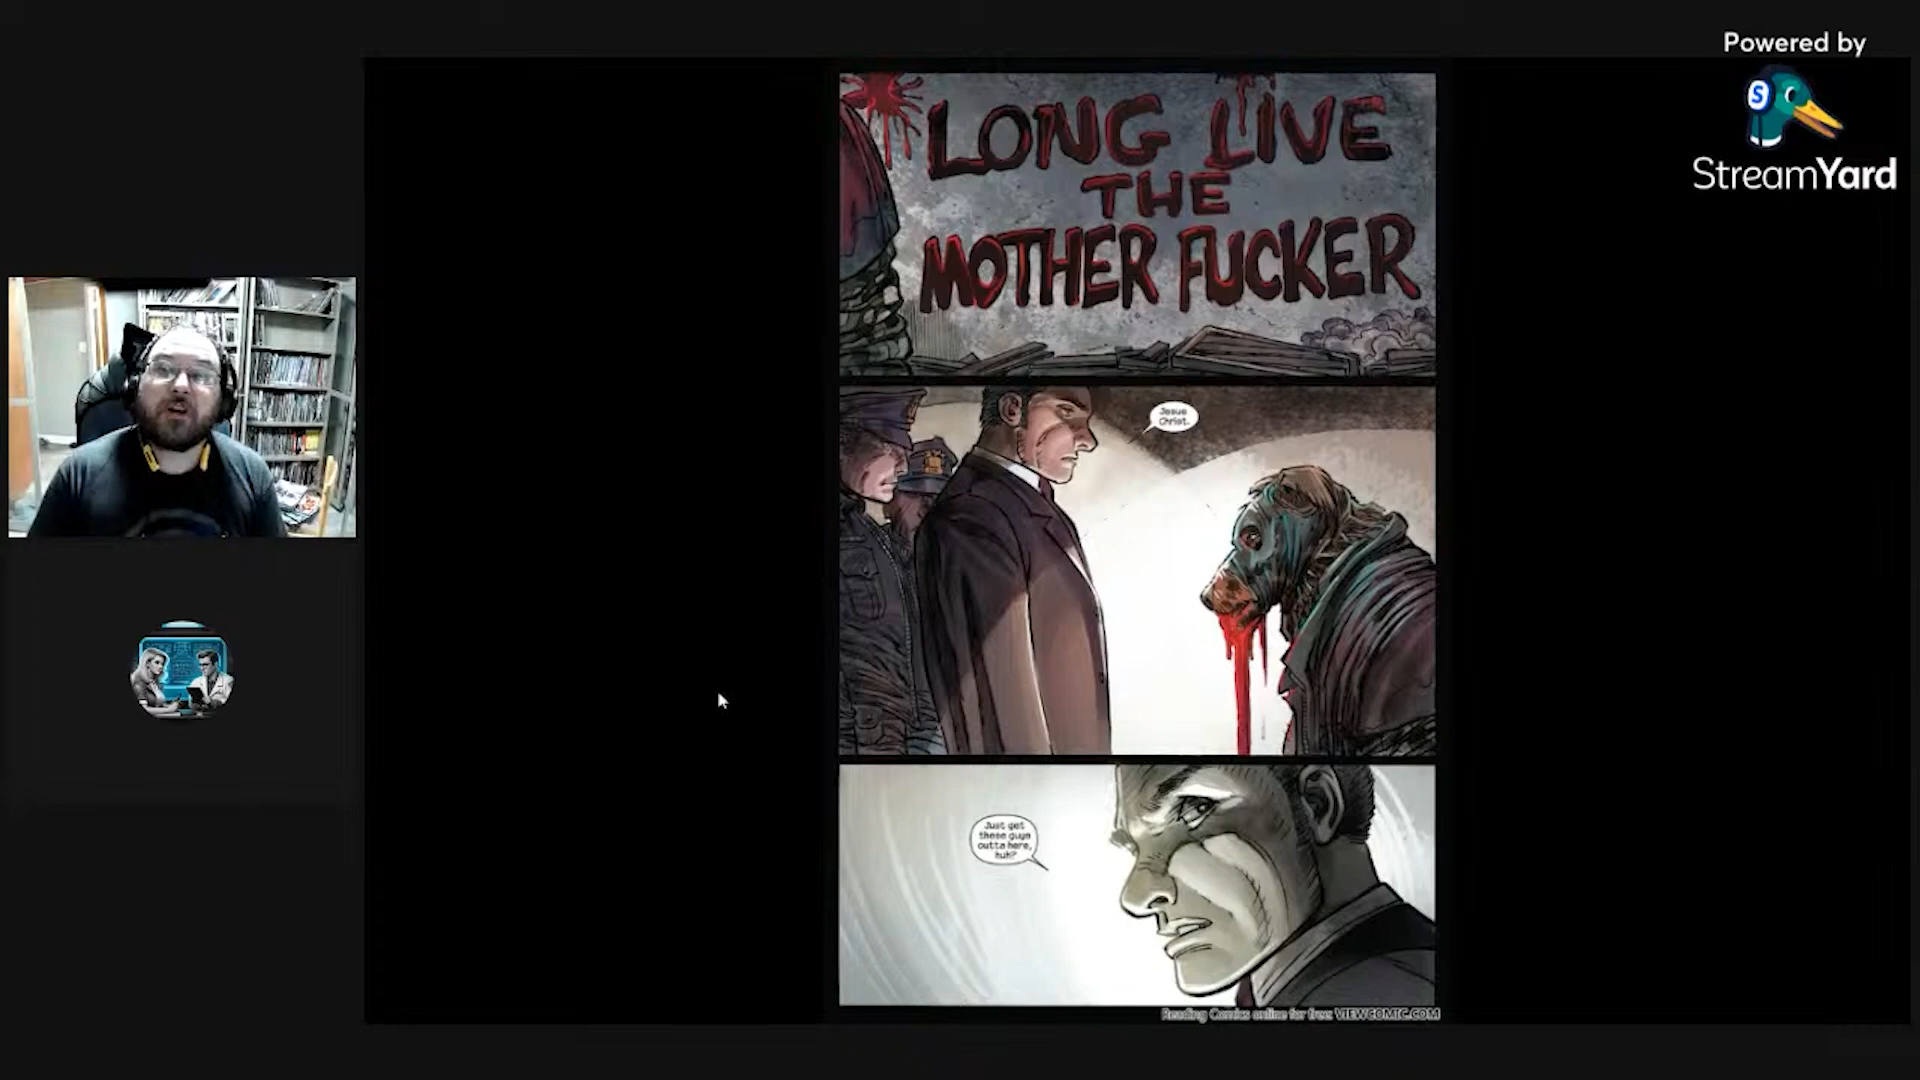 Powered by
S
StreamYard
LONG LIVE
THE
MOTHER FUCKER
Jesus
Christ.
Just get
these guys
outta here,
huh?
Reading Comics online for free: VIEWCOMIC.COM